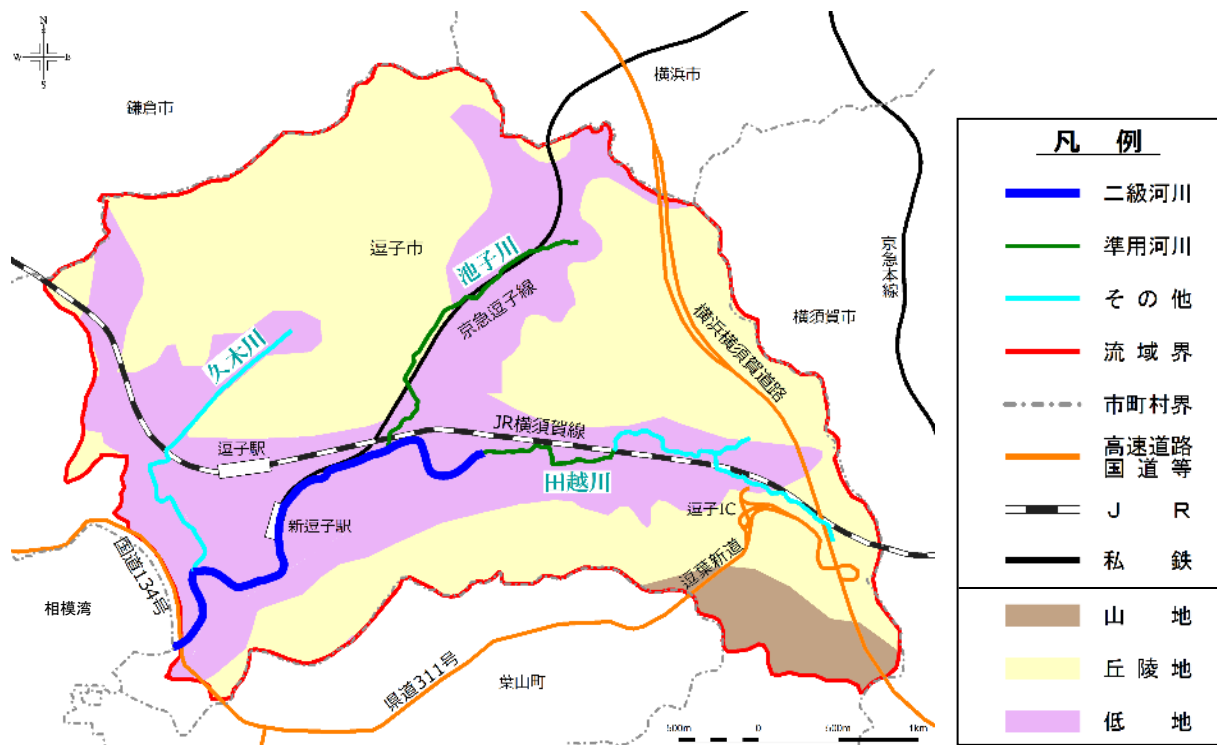 N
W E
S
鎌倉市
横浜市
逗子市
池子川
京急逗子線
久木川
京急本線
横須賀市
横浜横須賀道路
逗子駅
JR横須賀線
田越川
新逗子駅
逗子IC
国道134号
逗葉新道
相模湾
県道311号
葉山町
500m 0 500m 1km
凡 例
二級河川
準用河川
その他
流域界
市町村界
高速道路
国道等
J R
私 鉄
山 地
丘陵地
低 地